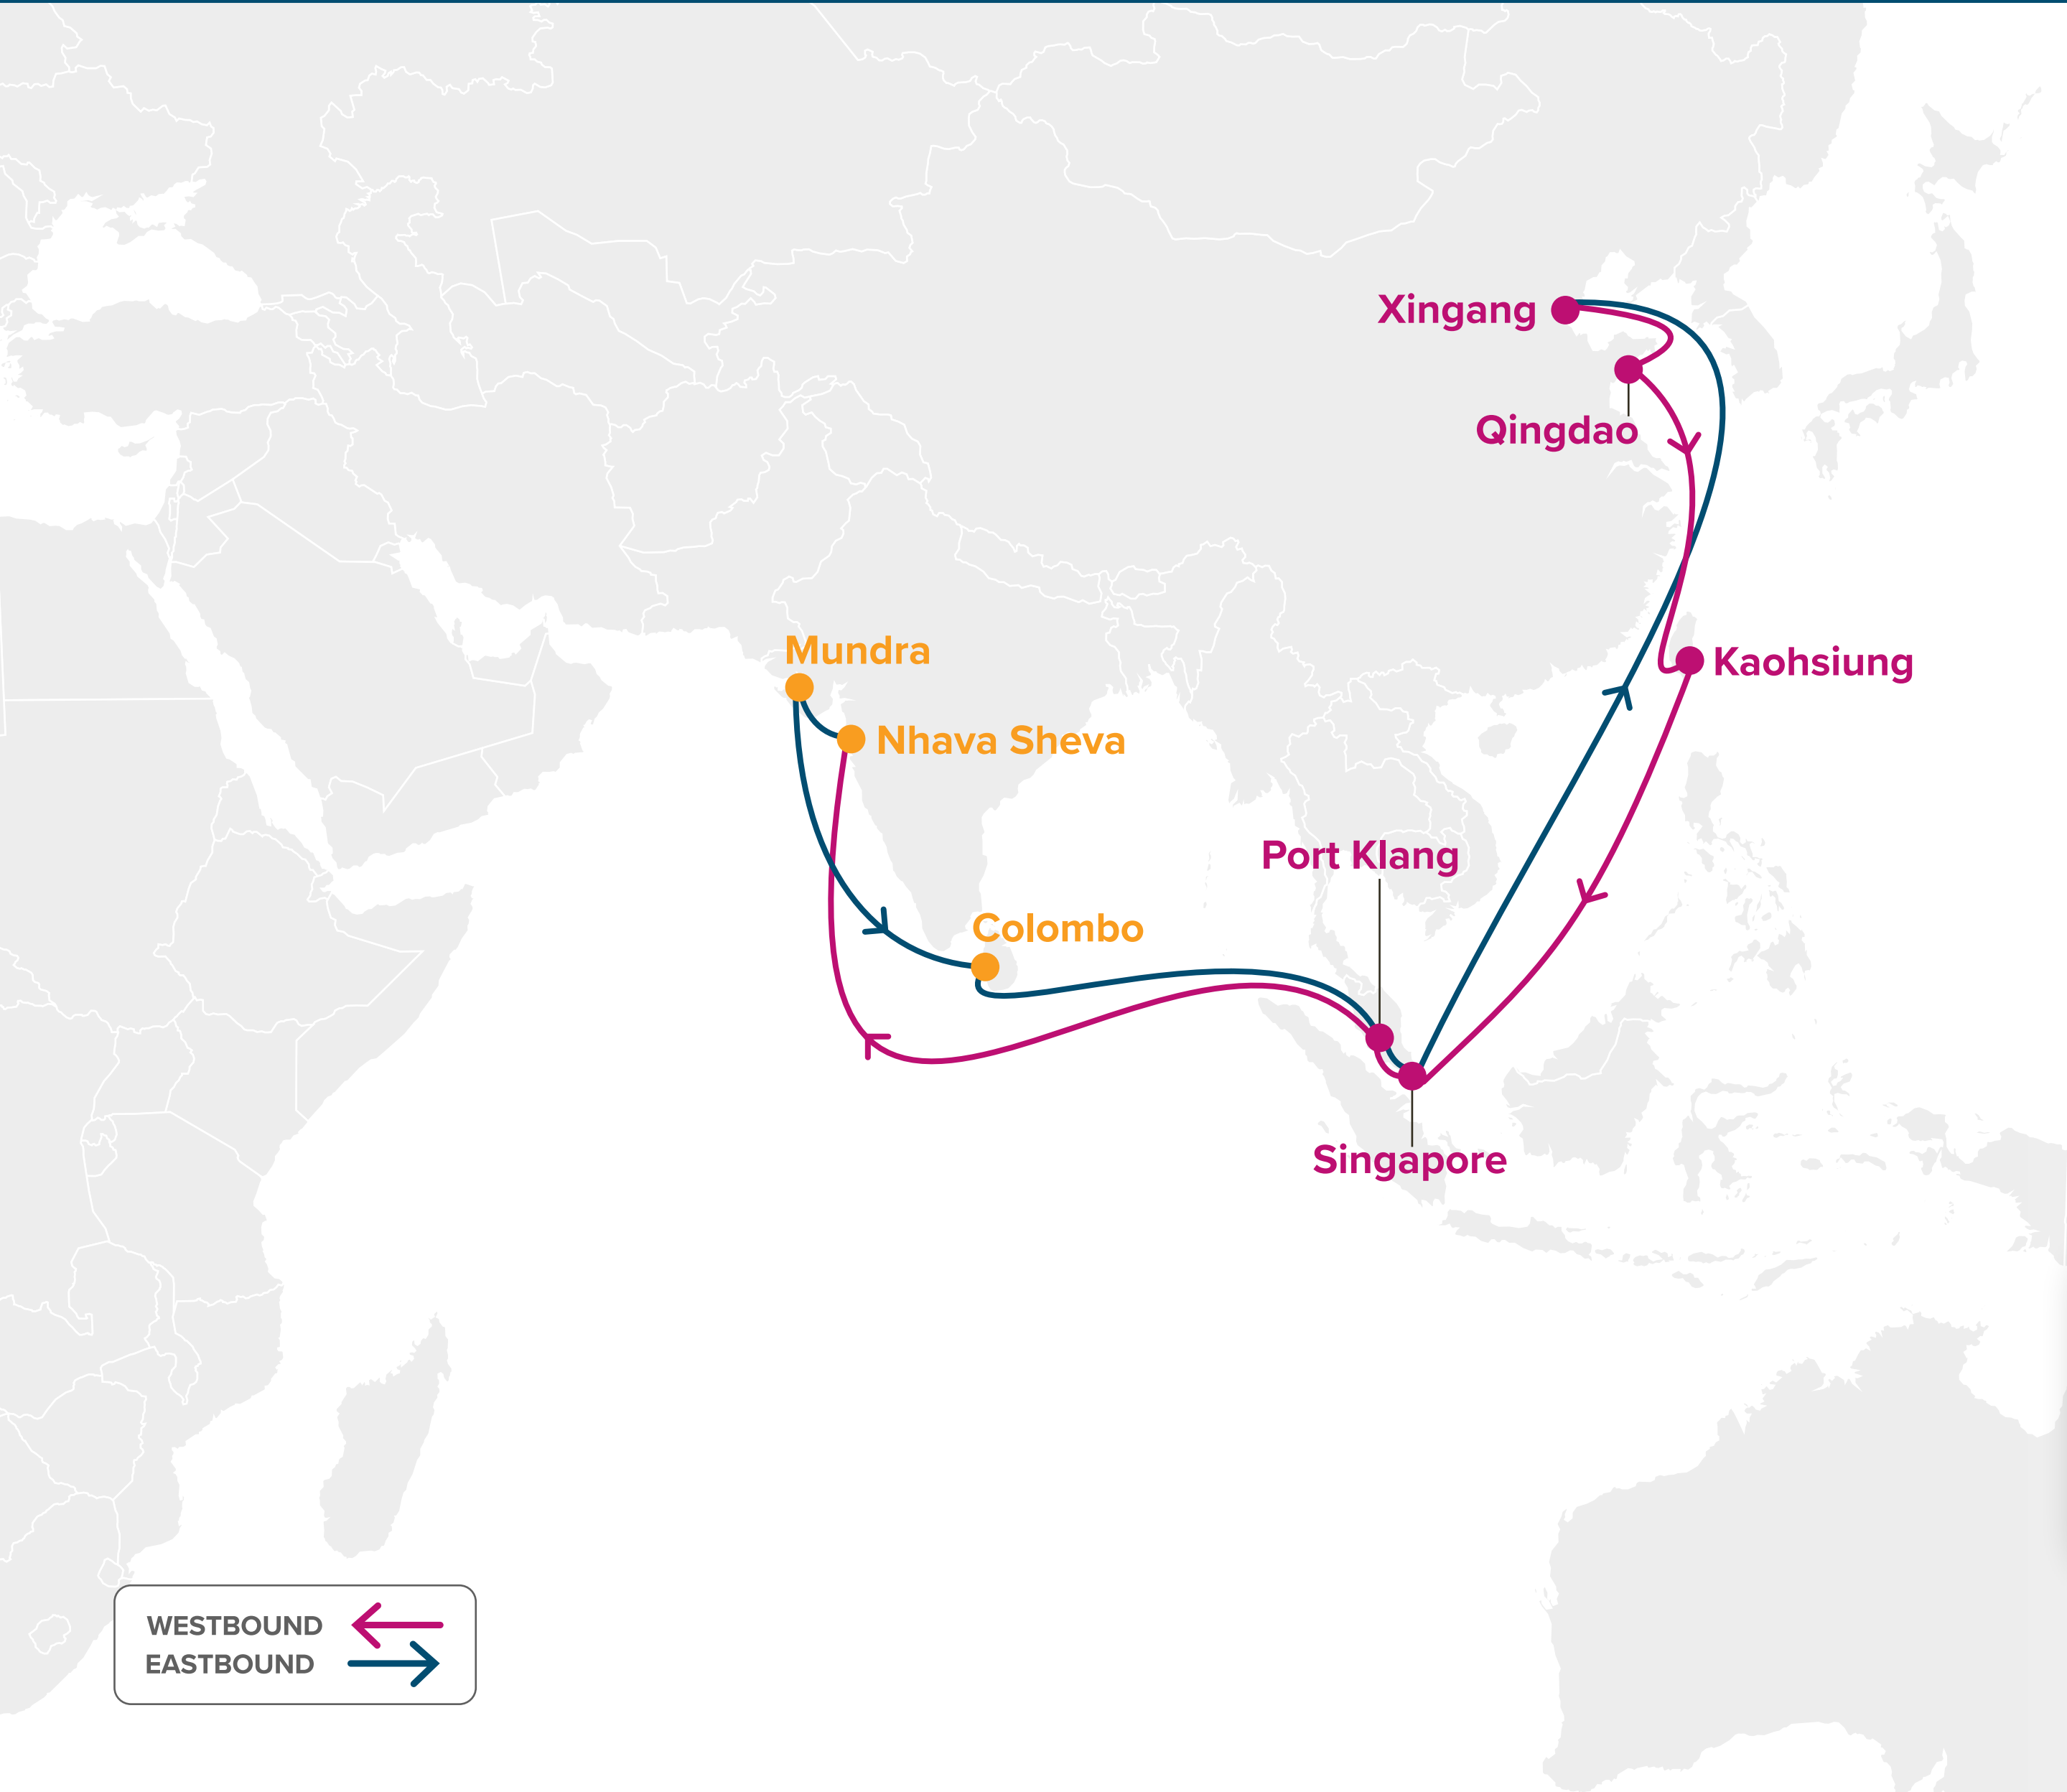 Xingang
Qingdao
Mundra
Kaohsiung
Nhava Sheva
Port Klang
Colombo
Singapore
WESTBOUND
EASTBOUND